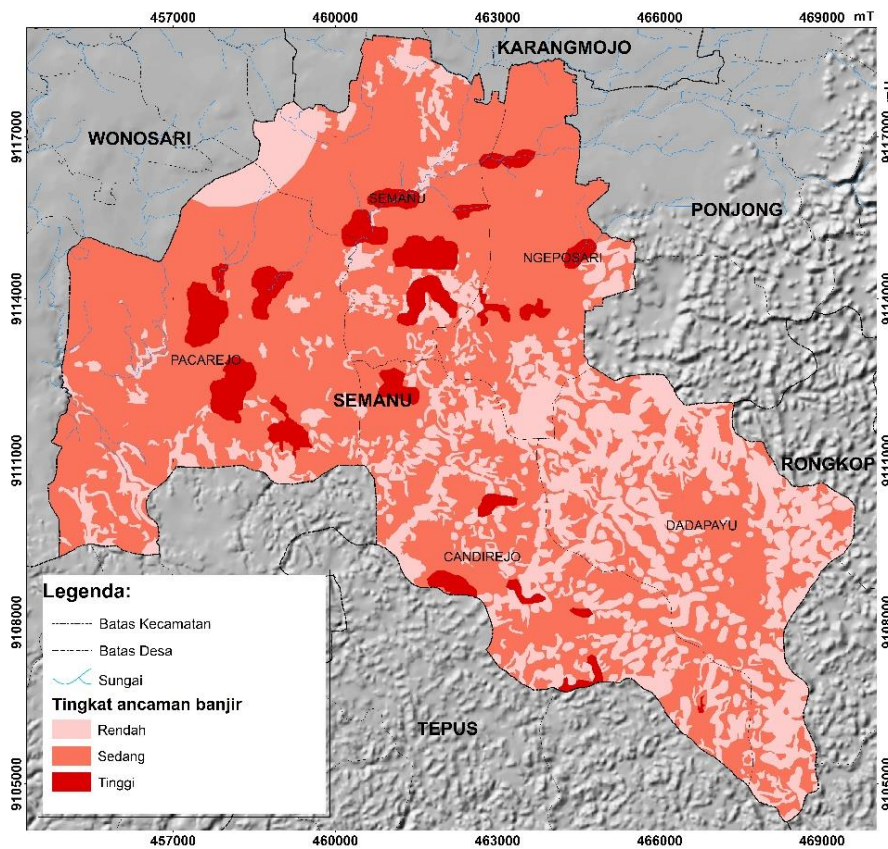 457000 460000 463000 466000 469000 mT
KARANGMOJO
WONOSARI
9117000
9117000
mU
SEMANU
PONJONG
NGEPOSARI
9114000
9114000
PACAREJO
SEMANU
9111000
9111000
RONGKOP
DADAPAYU
CANDIREJO
Legenda:
Batas Kecamatan
Batas Desa
Sungai
Tingkat ancaman banjir
Rendah
Sedang
Tinggi
9108000
9108000
TEPUS
9105000
9105000
457000 460000 463000 466000 469000